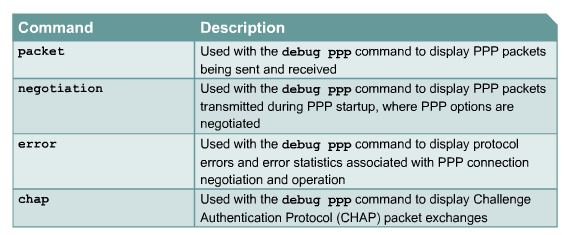 Command Description
packet Used with the debug ppp command to display PPP packets
being sent and received
negotiation Used with the debug ppp command to display PPP packets
transmitted during PPP startup, where PPP options are
negotiated
error Used with the debug ppp command to display protocol
errors and error statistics associated with PPP connection
negotiation and operation
chap Used with the debug ppp command to display Challenge
Authentication Protocol (CHAP) packet exchanges